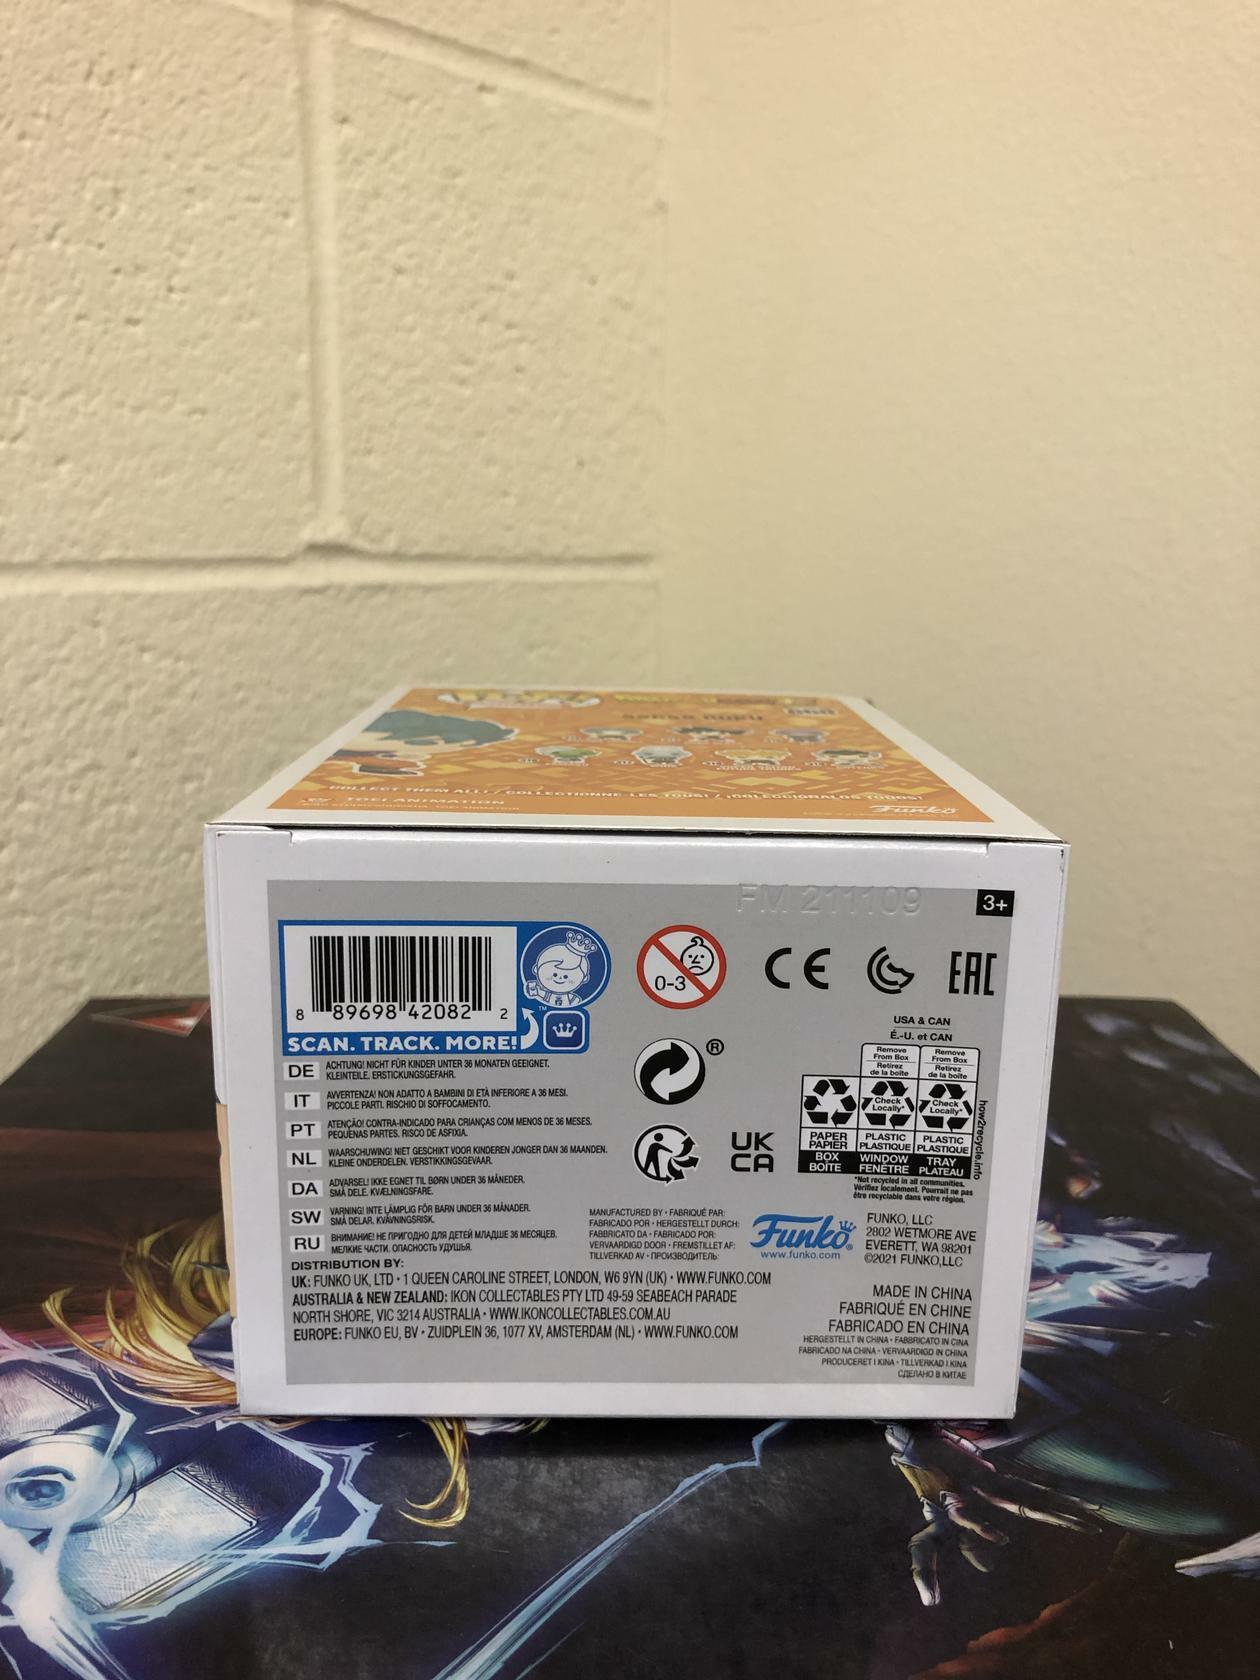 COLLECT THEM ALL! / COLLECTIONNE-LES TOUS! / ¡COLECCIÓNALOS TODOS!
TOEI ANIMATION
Funko
FM 211109
3+
8 89698 42082 2
SCAN. TRACK. MORE!
TM
0-3
CE
EAC
DE ACHTUNG! NICHT FÜR KINDER UNTER 36 MONATEN GEEIGNET.
KLEINTEILE. ERSTICKUNGSGEFAHR.
IT AVVERTENZA! NON ADATTO A BAMBINI DI ETÀ INFERIORE A 36 MESI.
PICCOLE PARTI. RISCHIO DI SOFFOCAMENTO.
PT ATENÇÃO! CONTRA-INDICADO PARA CRIANÇAS COM MENOS DE 36 MESES.
PEQUENAS PARTES. RISCO DE ASFIXIA.
NL WAARSCHUWING! NIET GESCHIKT VOOR KINDEREN JONGER DAN 36 MAANDEN.
KLEINE ONDERDELEN. VERSTIKKINGSGEVAAR.
DA ADVARSEL! IKKE EGNET TIL BØRN UNDER 36 MÅNEDER.
SMÅ DELE. KVÆLNINGSFARE.
SW VARNING! INTE LÄMPLIG FÖR BARN UNDER 36 MÅNADER.
SMÅ DELAR. KVÄVNINGSRISK.
RU ВНИМАНИЕ! НЕ ПРИГОДНО ДЛЯ ДЕТЕЙ МЛАДШЕ 36 МЕСЯЦЕВ.
МЕЛКИЕ ЧАСТИ. ОПАСНОСТЬ УДУШЬЯ.
®
UK
CA
USA & CAN
É.-U. et CAN
Remove
From Box
Retirez
de la boîte
Remove
From Box
Retirez
de la boîte
Check
Locally*
Check
Locally*
PAPER
PAPIER
PLASTIC
PLASTIQUE
PLASTIC
PLASTIQUE
BOX
BOÎTE
WINDOW
FENÊTRE
TRAY
PLATEAU
how2recycle.info
*Not recycled in all communities.
Vérifiez localement. Pourrait ne pas
être recyclable dans votre région.
MANUFACTURED BY • FABRIQUÉ PAR:
FABRICADO POR • HERGESTELLT DURCH:
FABBRICATO DA • FABRICADO POR:
VERVAARDIGD DOOR • FREMSTILLET AF:
TILLVERKAD AV • ПРОИЗВОДИТЕЛЬ:
Funko®
www.funko.com
FUNKO, LLC
2802 WETMORE AVE
EVERETT, WA 98201
©2021 FUNKO,LLC
DISTRIBUTION BY:
UK: FUNKO UK, LTD • 1 QUEEN CAROLINE STREET, LONDON, W6 9YN (UK) • WWW.FUNKO.COM
AUSTRALIA & NEW ZEALAND: IKON COLLECTABLES PTY LTD 49-59 SEABEACH PARADE
NORTH SHORE, VIC 3214 AUSTRALIA • WWW.IKONCOLLECTABLES.COM.AU
EUROPE: FUNKO EU, BV • ZUIDPLEIN 36, 1077 XV, AMSTERDAM (NL) • WWW.FUNKO.COM
MADE IN CHINA
FABRIQUÉ EN CHINE
FABRICADO EN CHINA
HERGESTELLT IN CHINA • FABBRICATO IN CINA
FABRICADO NA CHINA • VERVAARDIGD IN CHINA
PRODUCERET I KINA • TILLVERKAD I KINA
СДЕЛАНО В КИТАЕ